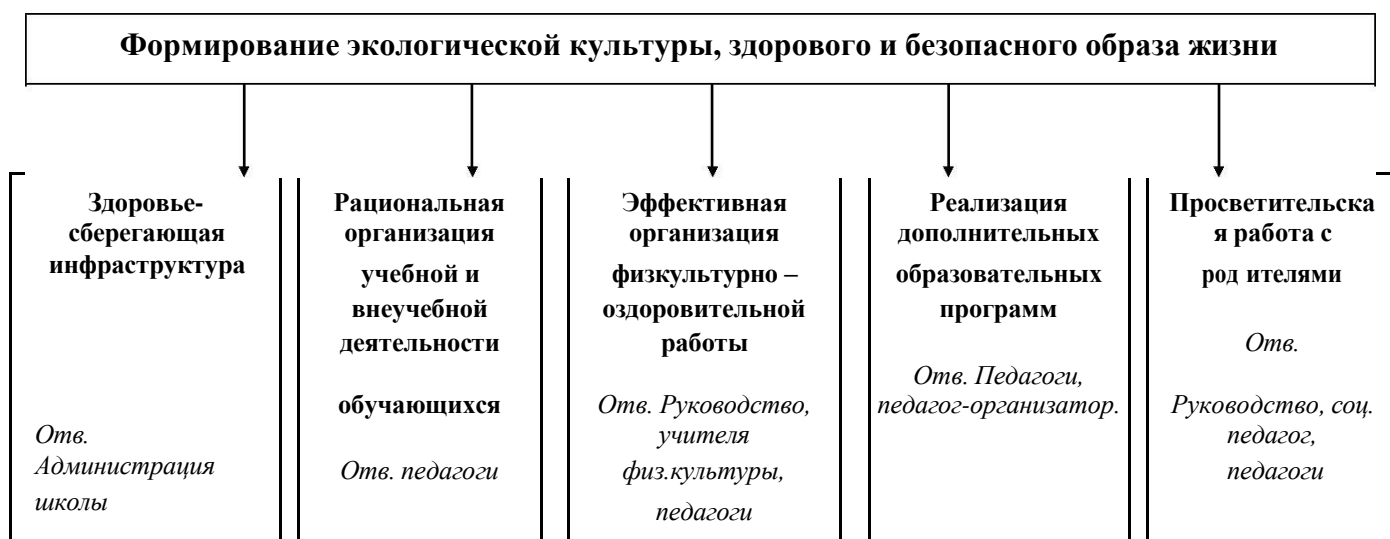 Формирование экологической культуры, здорового и безопасного образа жизни
Здоровье-
сберегающая
инфраструктура
Отв.
Администрация
школы
Рациональная
организация
учебной и
внеучебной
деятельности
обучающихся
Отв. педагоги
Эффективная
организация
физкультурно –
оздоровительной
работы
Отв. Руководство,
учителя
физ.культуры,
педагоги
Реализация
дополнительных
образовательных
программ
Отв. Педагоги,
педагог-организатор.
Просветительска
я работа с
род ителями
Отв.
Руководство, соц.
педагог,
педагоги